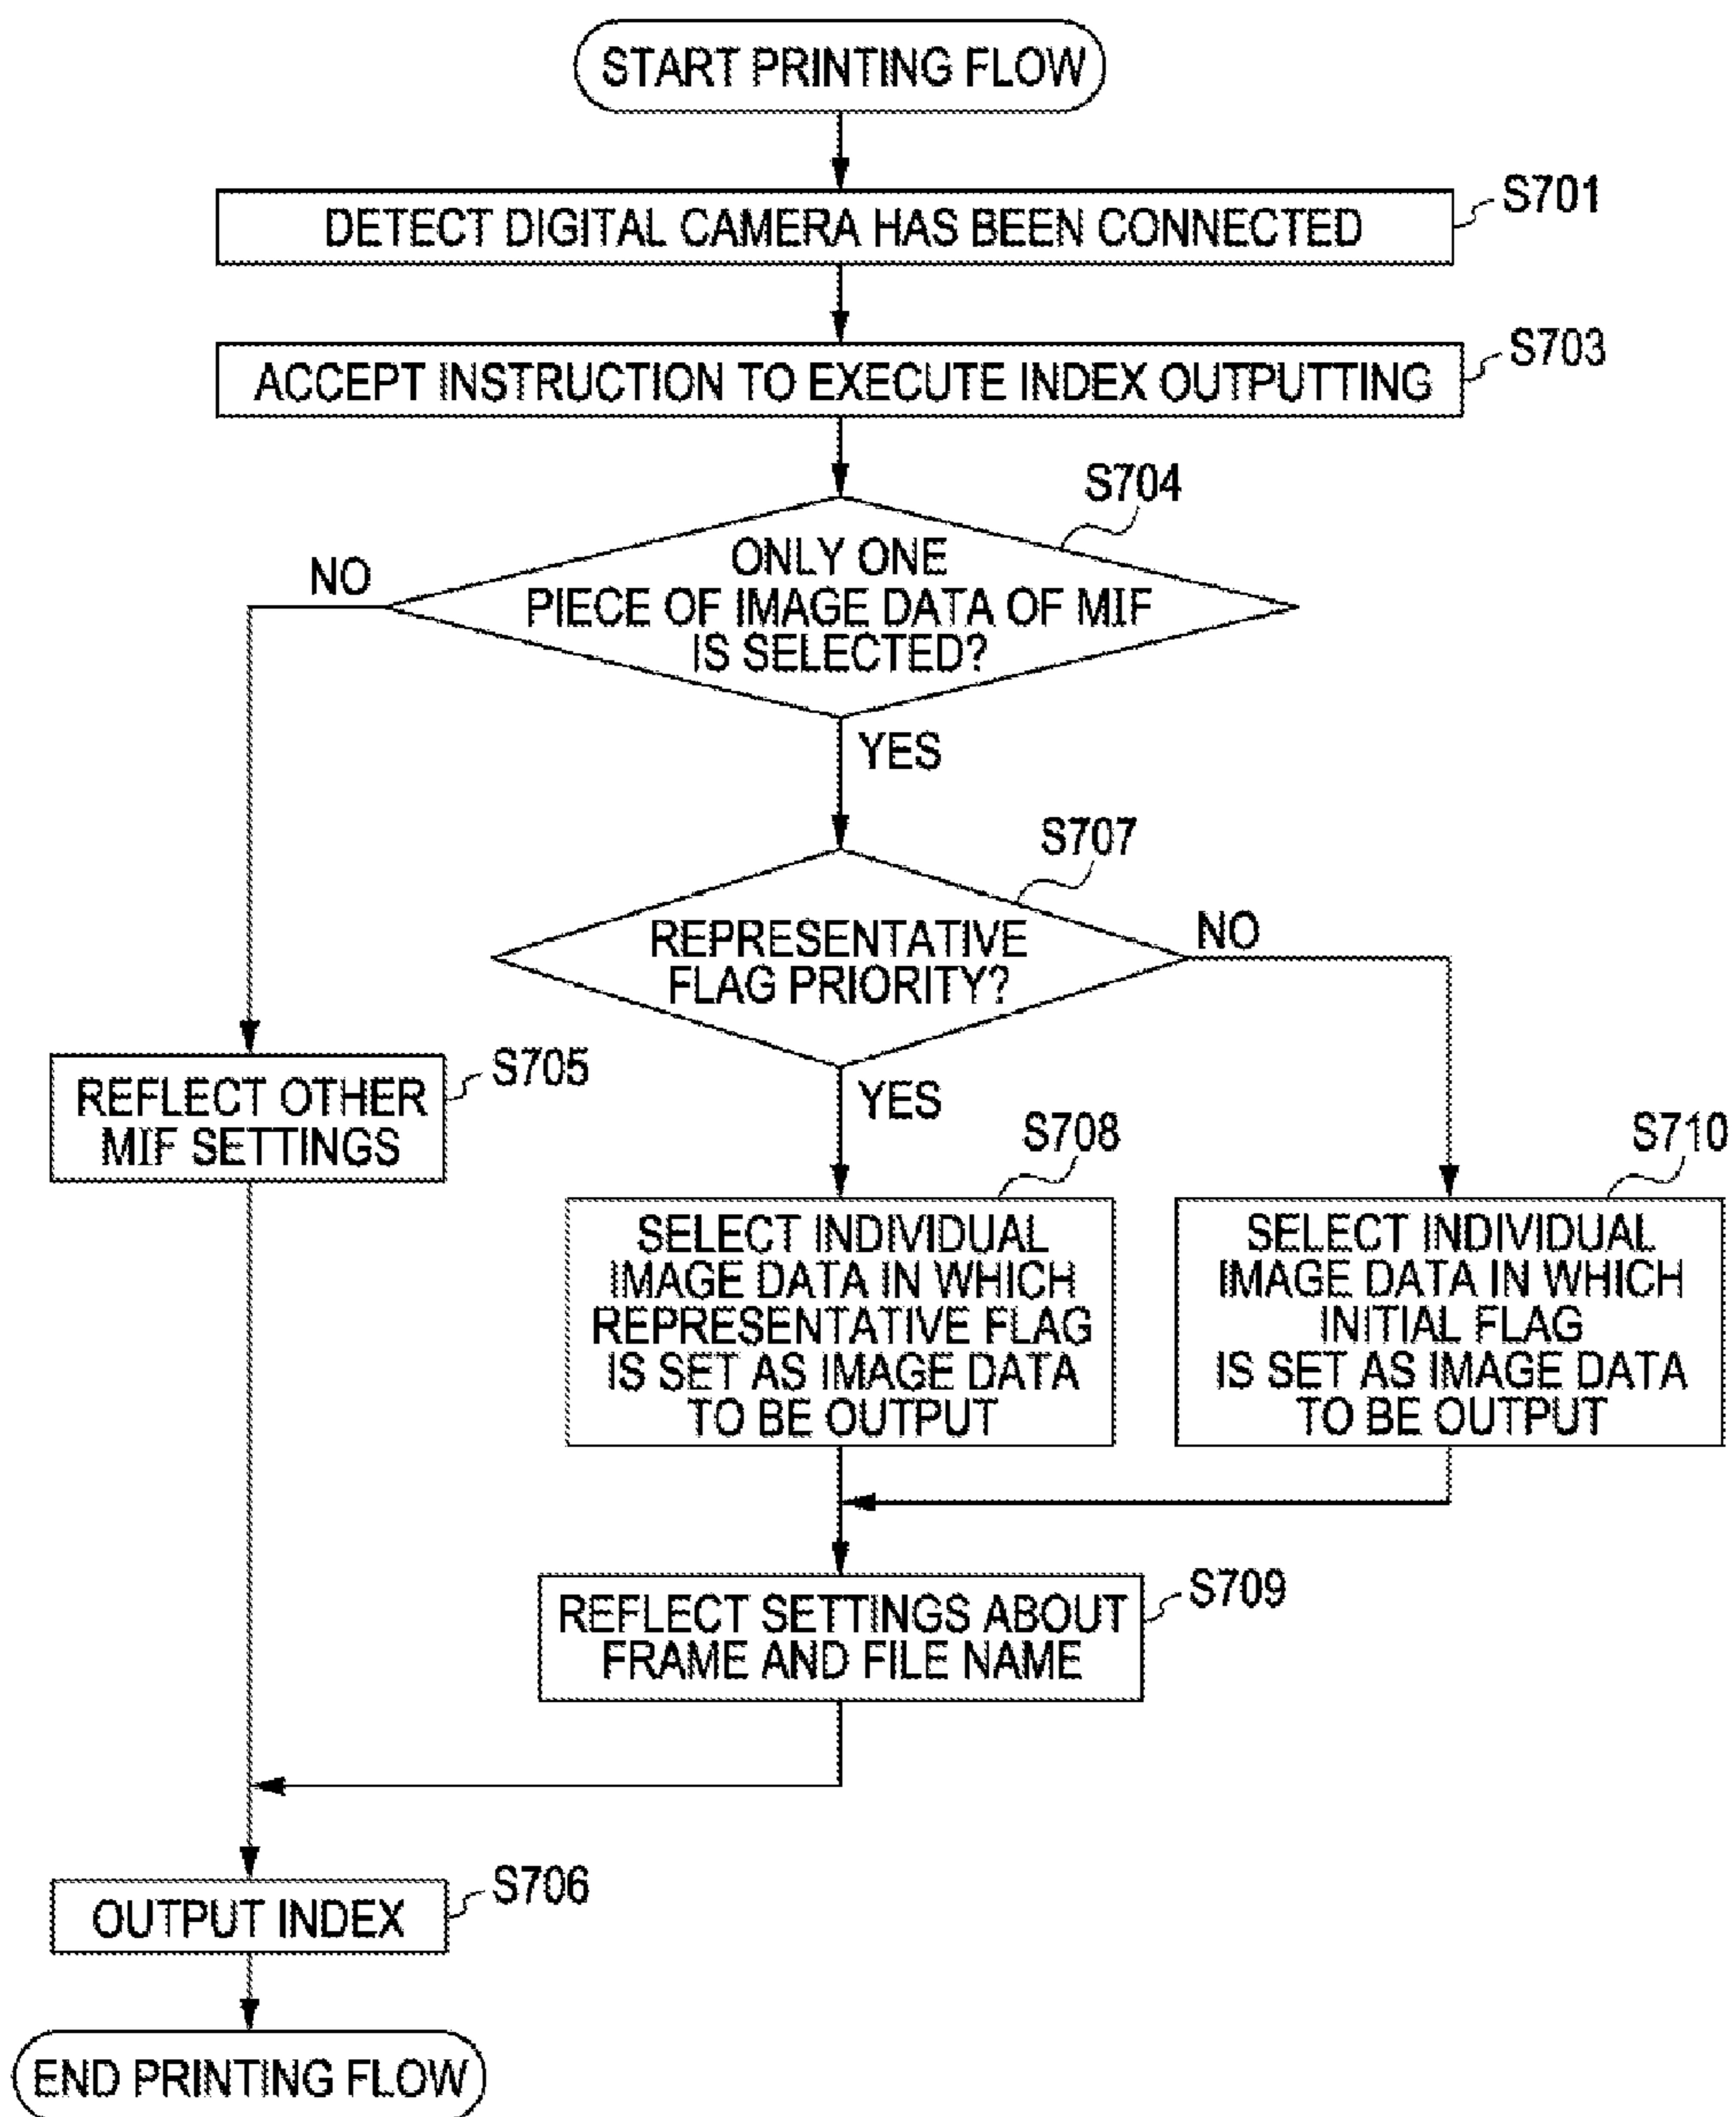 START PRINTING FLOW
S701
DETECT DIGITAL CAMERA HAS BEEN CONNECTED
S703
ACCEPT INSTRUCTION TO EXECUTE INDEX OUTPUTTING
S704
ONLY ONE
PIECE OF IMAGE DATA OF MIF
IS SELECTED?
NO
YES
S707
REPRESENTATIVE
FLAG PRIORITY?
NO
YES
S705
REFLECT OTHER
MIF SETTINGS
S708
SELECT INDIVIDUAL
IMAGE DATA IN WHICH
REPRESENTATIVE FLAG
IS SET AS IMAGE DATA
TO BE OUTPUT
S710
SELECT INDIVIDUAL
IMAGE DATA IN WHICH
INITIAL FLAG
IS SET AS IMAGE DATA
TO BE OUTPUT
S709
REFLECT SETTINGS ABOUT
FRAME AND FILE NAME
S706
OUTPUT INDEX
END PRINTING FLOW